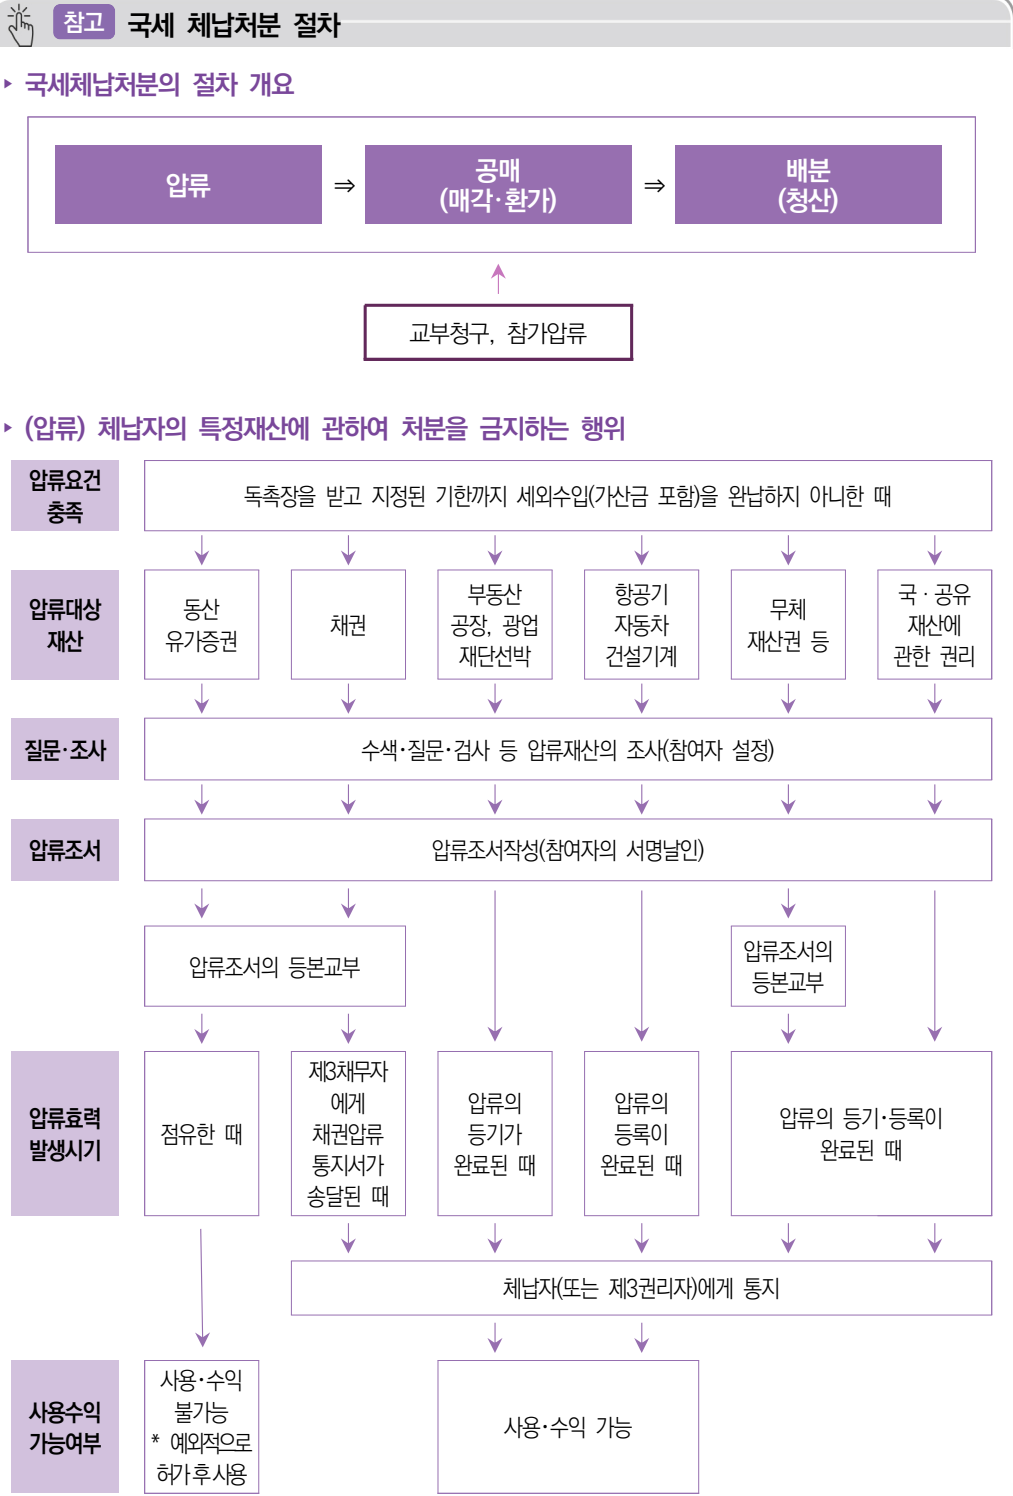 참고 국세 체납처분 절차
▸ 국세체납처분의 절차 개요
압류 ⇒ 공매 ⇒ 배분
(매각·환가) (청산)
교부청구, 참가압류
▸ (압류) 체납자의 특정재산에 관하여 처분을 금지하는 행위
압류요건
충족
독촉장을 받고 지정된 기한까지 세외수입(가산금 포함)을 완납하지 아니한 때
압류대상
재산
동산
유가증권
채권
부동산
공장, 광업
재단선박
항공기
자동차
건설기계
무체
재산권 등
국·공유
재산에
관한 권리
질문·조사
수색·질문·검사 등 압류재산의 조사(참여자 설정)
압류조서
압류조서작성(참여자의 서명날인)
압류조서의 등본교부
압류조서의
등본교부
압류효력
발생시기
점유한 때
제3채무자
에게
채권압류
통지서가
송달된 때
압류의
등기가
완료된 때
압류의
등록이
완료된 때
압류의 등기·등록이
완료된 때
체납자(또는 제3권리자)에게 통지
사용수익
가능여부
사용·수익
불가능
* 예외적으로
허가 후 사용
사용·수익 가능